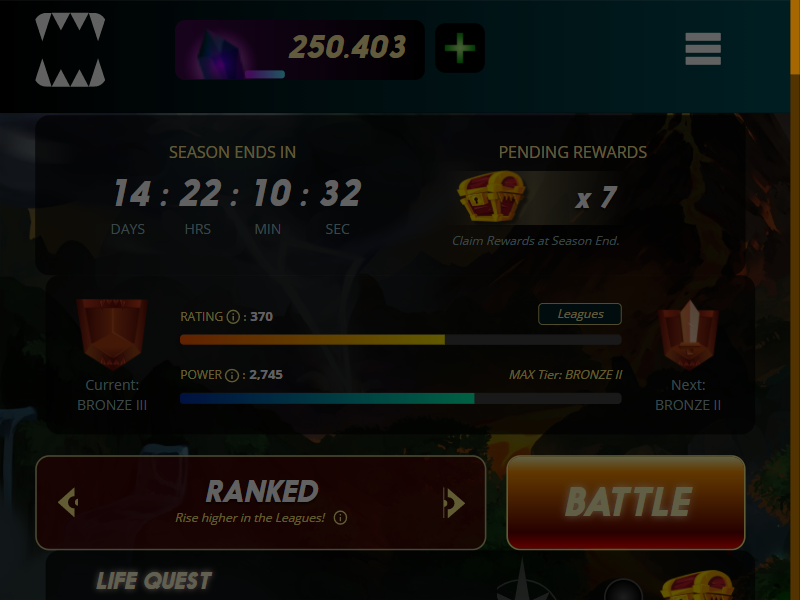 250.403
SEASON ENDS IN
14 : 22 : 10 : 32
DAYS HRS MIN SEC
PENDING REWARDS
x 7
Claim Rewards at Season End.
RATING : 370
Leagues
POWER : 2,745
MAX Tier: BRONZE II
Current:
BRONZE III
Next:
BRONZE II
RANKED
Rise higher in the Leagues!
BATTLE
LIFE QUEST